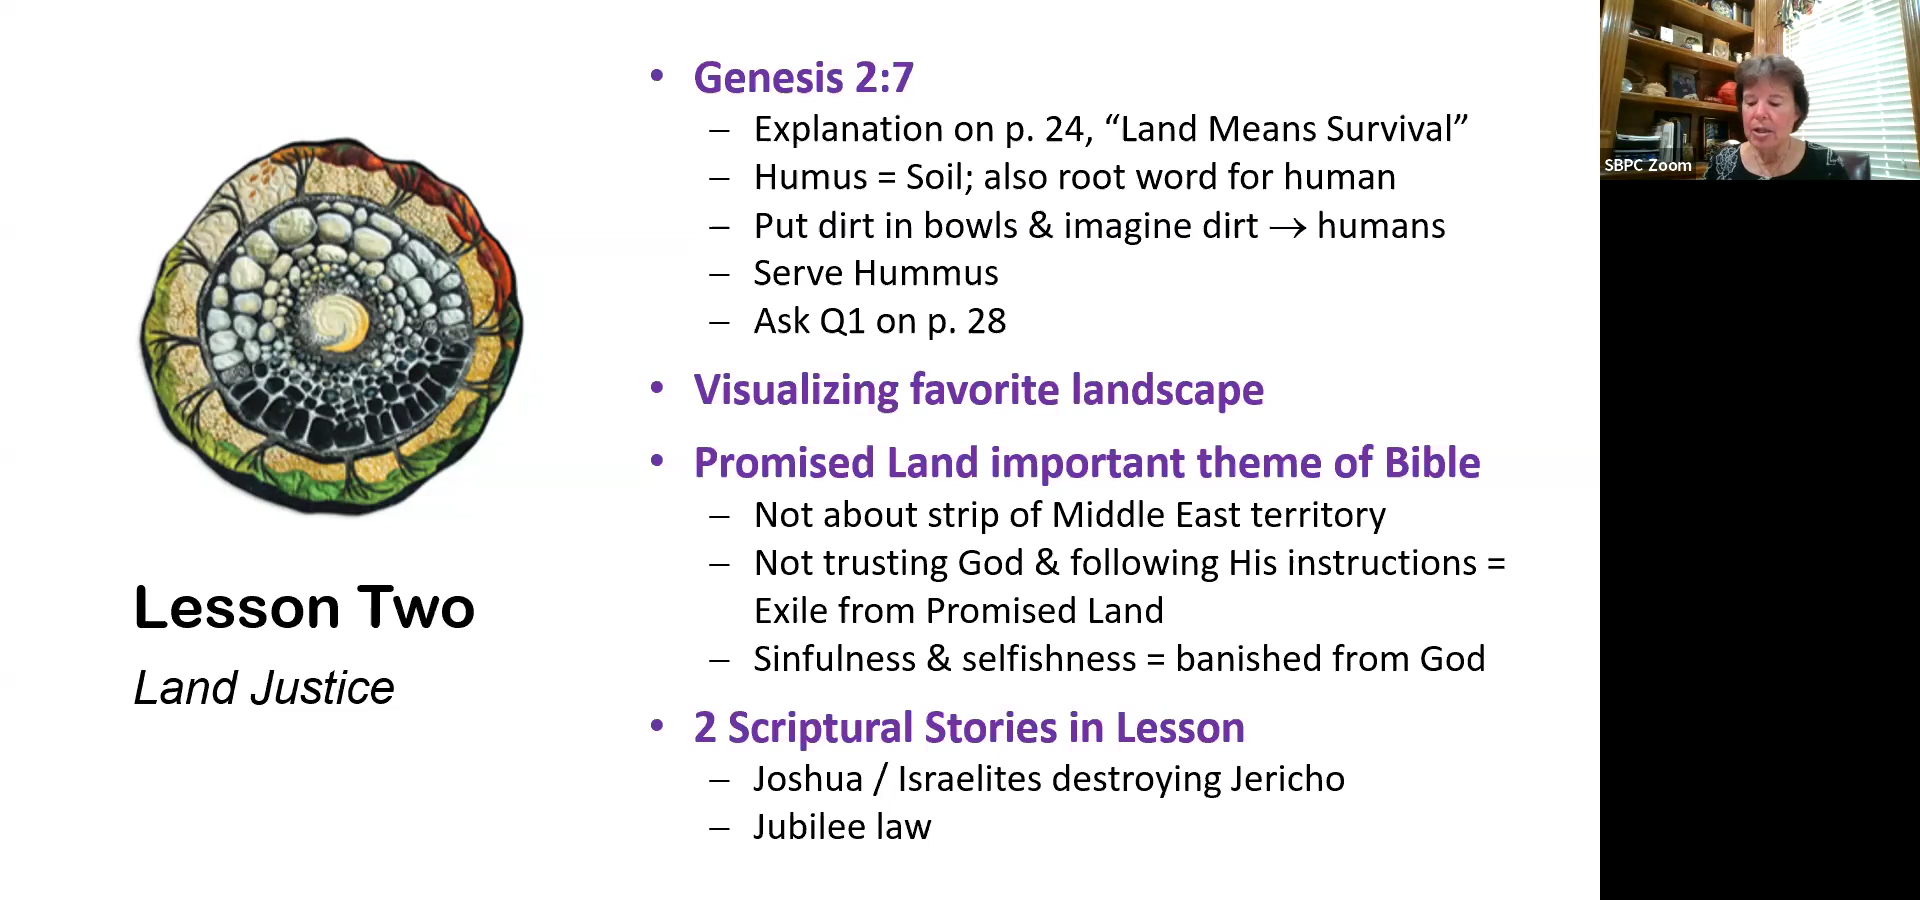 • Genesis 2:7
– Explanation on p. 24, “Land Means Survival”
– Humus = Soil; also root word for human
– Put dirt in bowls & imagine dirt → humans
– Serve Hummus
– Ask Q1 on p. 28
• Visualizing favorite landscape
• Promised Land important theme of Bible
– Not about strip of Middle East territory
– Not trusting God & following His instructions =
Exile from Promised Land
– Sinfulness & selfishness = banished from God
• 2 Scriptural Stories in Lesson
– Joshua / Israelites destroying Jericho
– Jubilee law
Lesson Two
Land Justice
SBPC Zoom